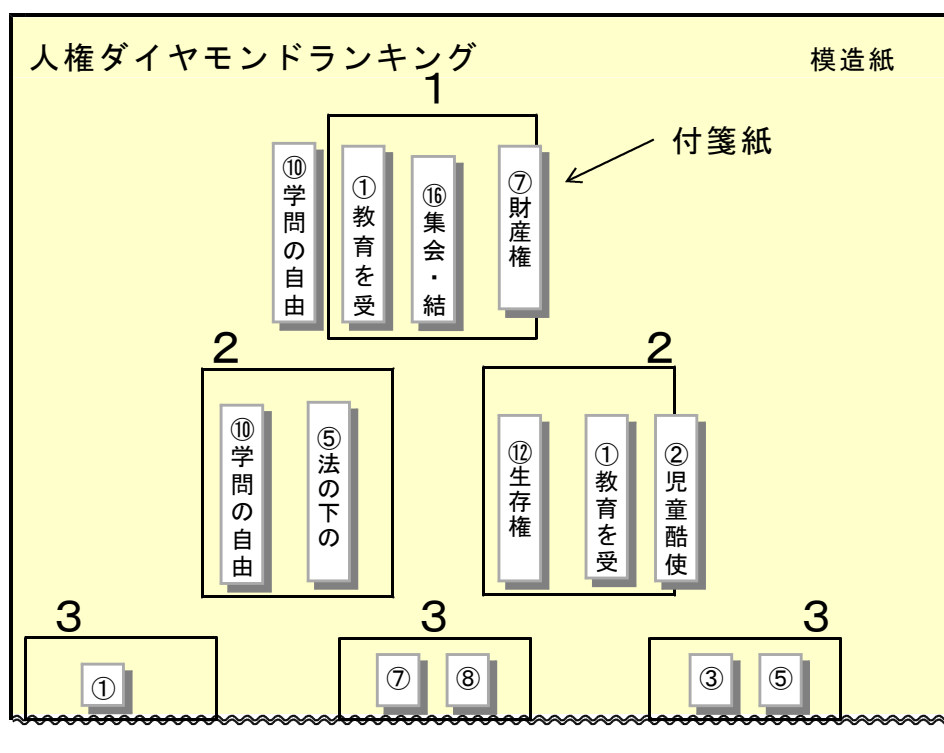 人権ダイヤモンドランキング
模造紙
1
付箋紙
⑩学問の自由
①教育を受
⑯集会・結
⑦財産権
2
2
⑩学問の自由
⑤法の下の
⑫生存権
①教育を受
②児童酷使
3
3
3
①
⑦
⑧
③
⑤